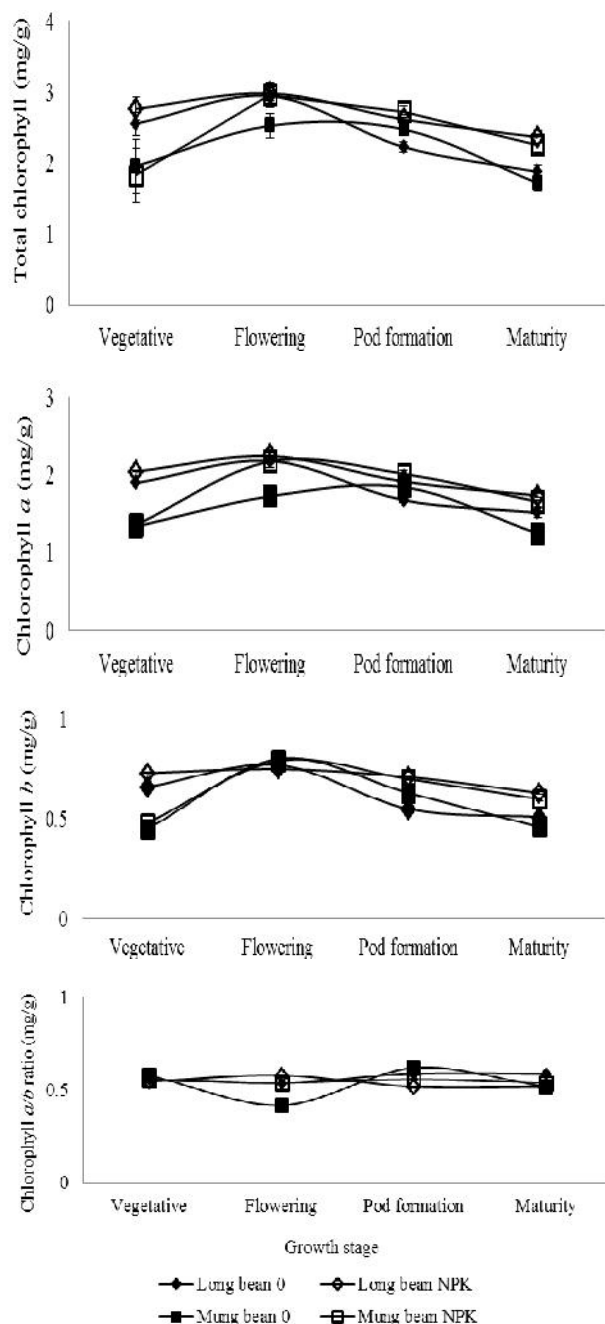 Total chlorophyll (mg/g)
4
3
2
1
0
Vegetative Flowering Pod formation Maturity
Chlorophyll a (mg/g)
3
2
1
0
Vegetative Flowering Pod formation Maturity
Chlorophyll b (mg/g)
1
0.5
0
Vegetative Flowering Pod formation Maturity
Chlorophyll a/b ratio (mg/g)
1
0.5
0
Vegetative Flowering Pod formation Maturity
Growth stage
Long bean 0 Long bean NPK
Mung bean 0 Mung bean NPK